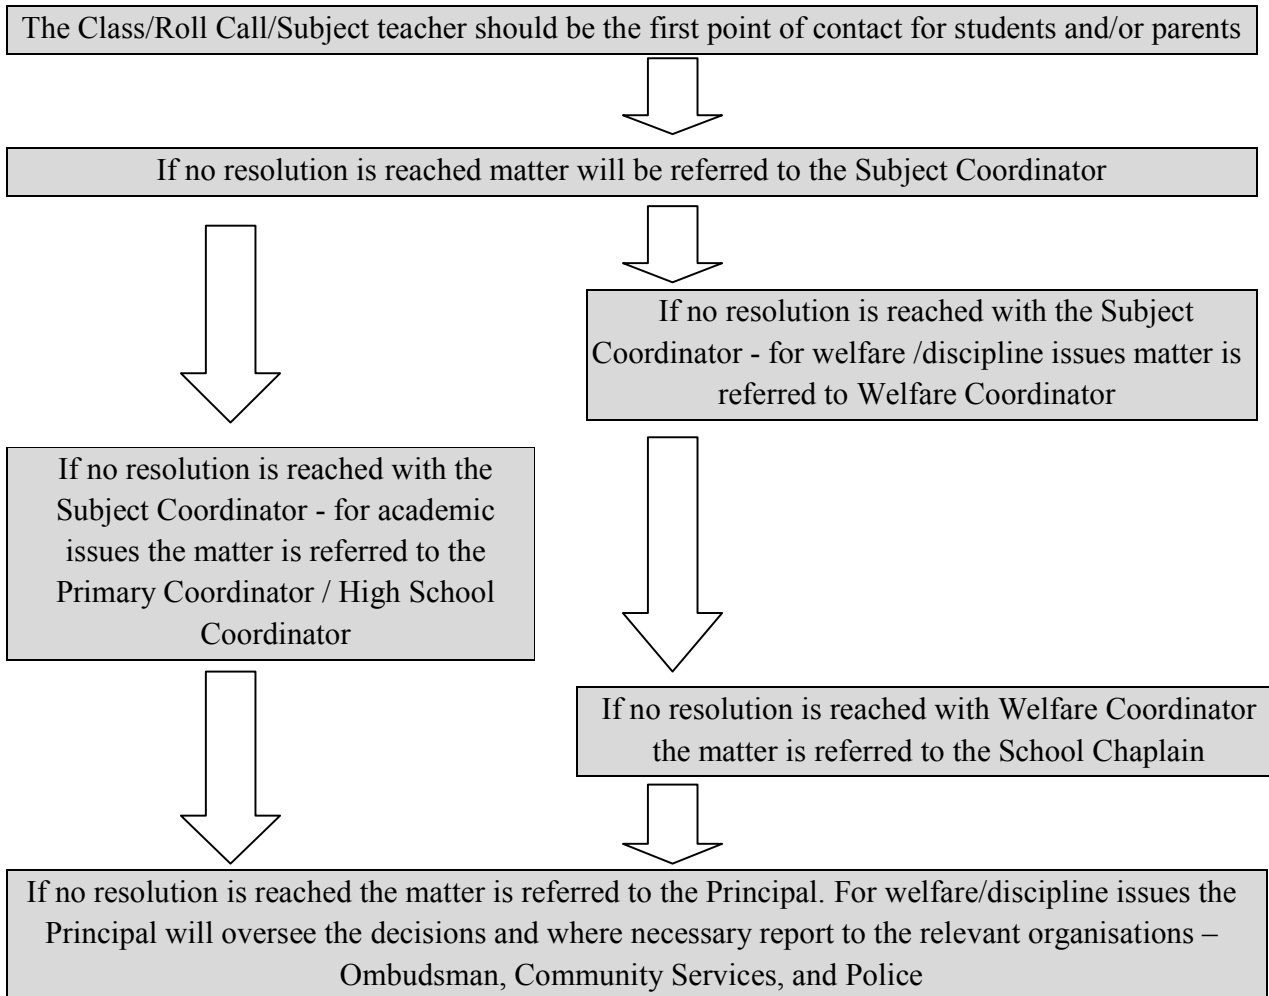 The Class/Roll Call/Subject teacher should be the first point of contact for students and/or parents
If no resolution is reached matter will be referred to the Subject Coordinator
If no resolution is reached with the Subject
Coordinator - for welfare /discipline issues matter is
referred to Welfare Coordinator
If no resolution is reached with the
Subject Coordinator - for academic
issues the matter is referred to the
Primary Coordinator / High School
Coordinator
If no resolution is reached with Welfare Coordinator
the matter is referred to the School Chaplain
If no resolution is reached the matter is referred to the Principal. For welfare/discipline issues the
Principal will oversee the decisions and where necessary report to the relevant organisations –
Ombudsman, Community Services, and Police